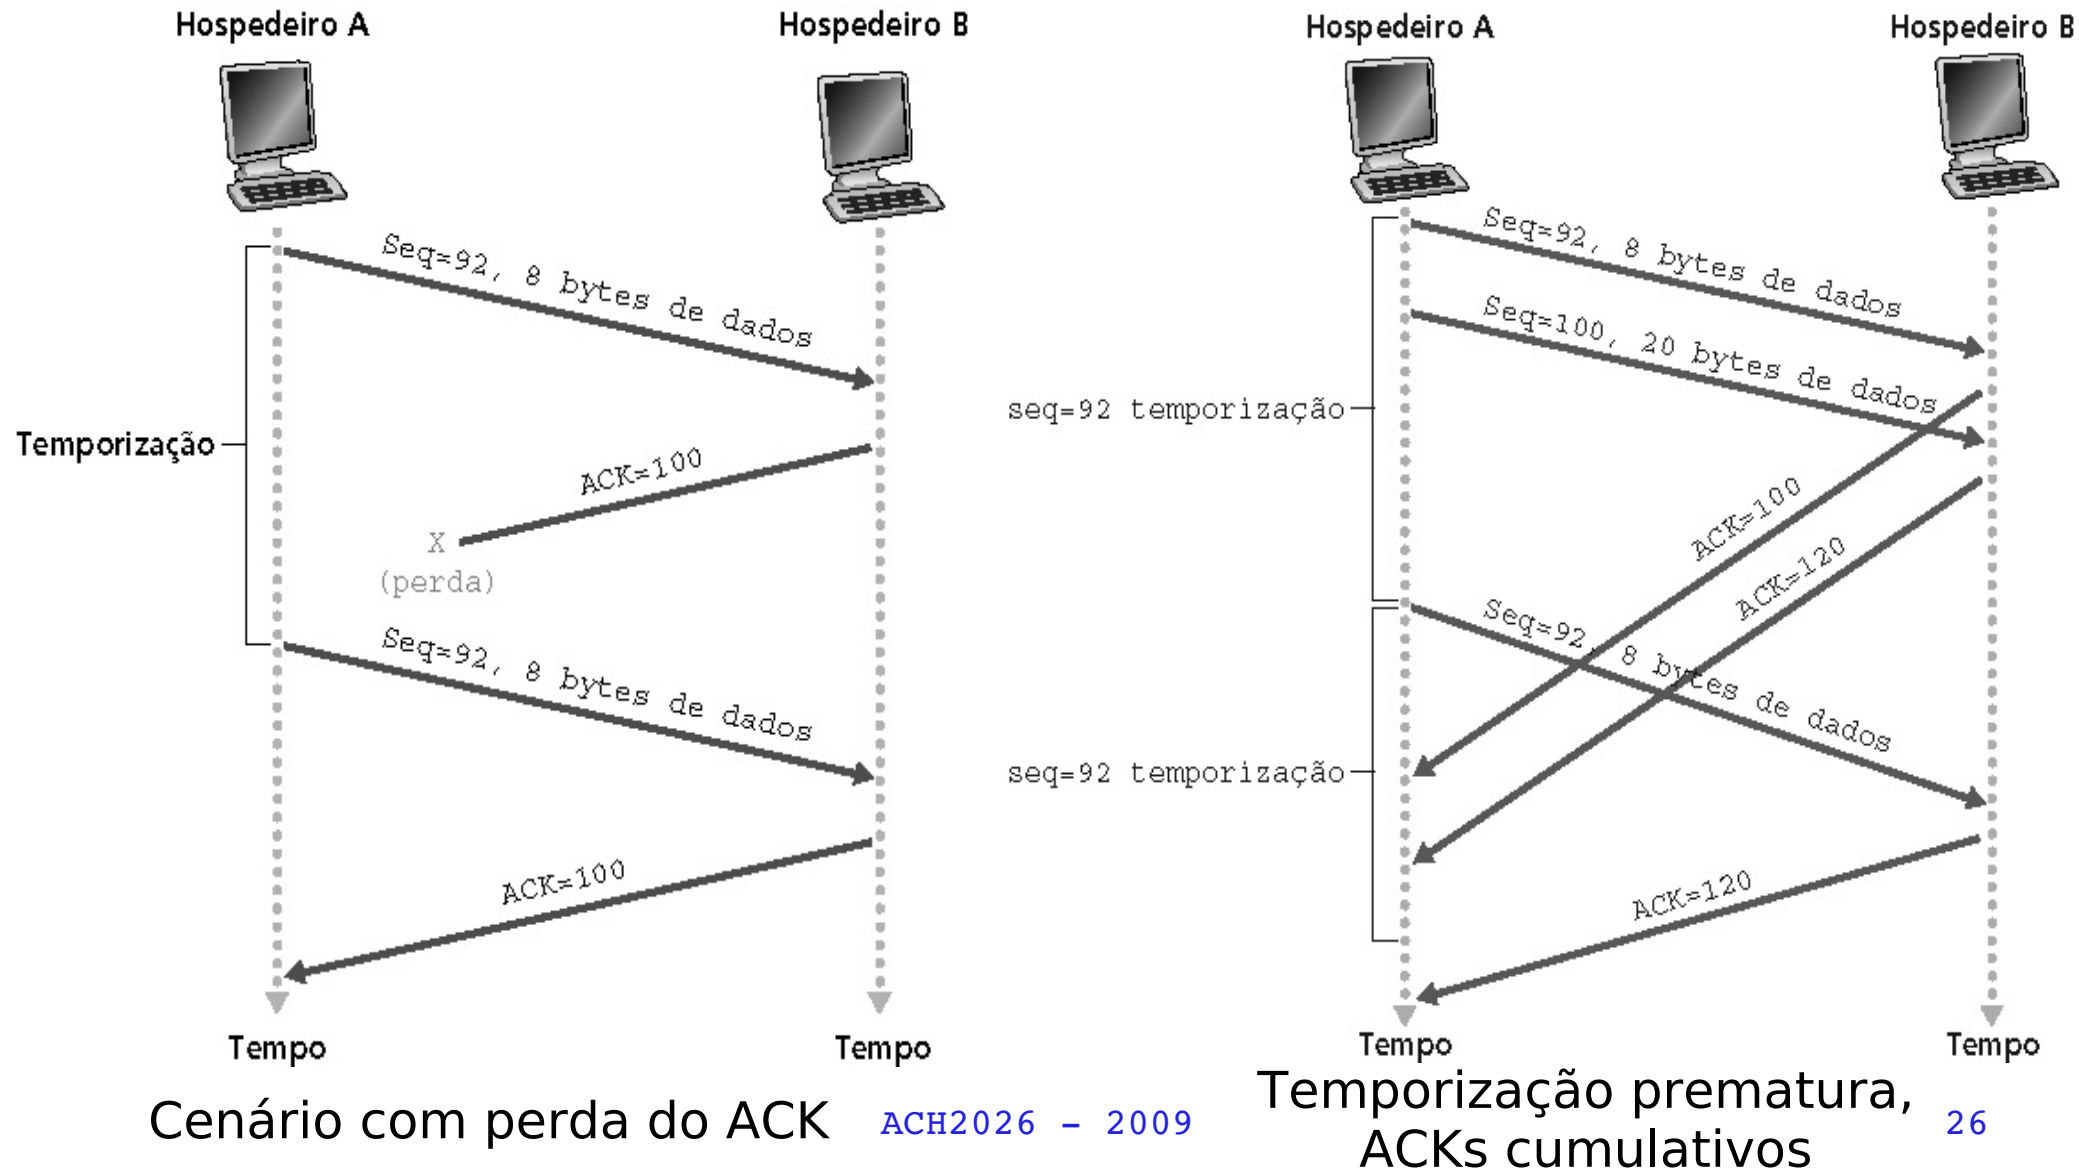 Hospedeiro A
Hospedeiro B
Seq=92, 8 bytes de dados
Temporização
ACK=100
X
(perda)
Seq=92, 8 bytes de dados
ACK=100
Tempo
Tempo
Cenário com perda do ACK
Hospedeiro A
Hospedeiro B
Seq=92, 8 bytes de dados
Seq=100, 20 bytes de dados
seq=92 temporização
ACK=100
ACK=120
Seq=92, 8 bytes de dados
seq=92 temporização
ACK=120
Tempo
Tempo
Temporização prematura,
ACKs cumulativos
ACH2026 - 2009
26